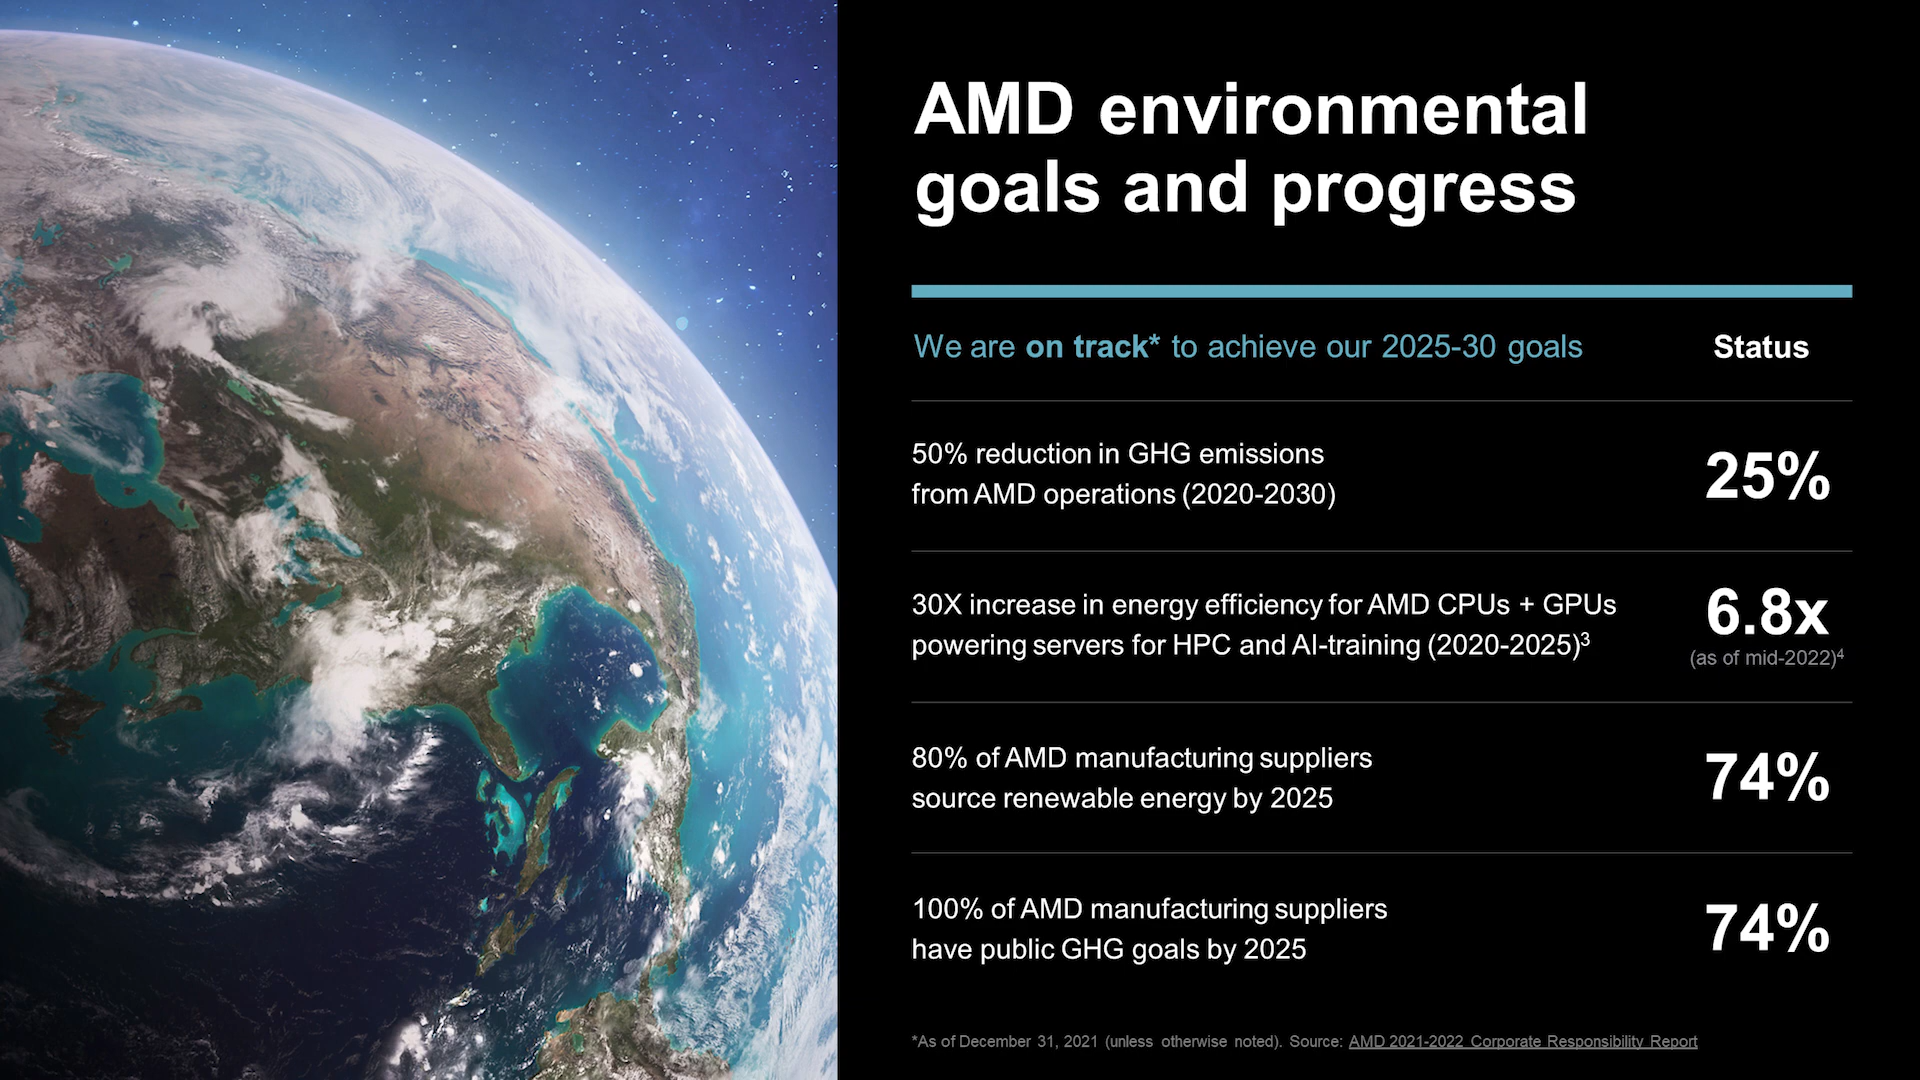 AMD environmental
goals and progress
We are on track* to achieve our 2025-30 goals
Status
50% reduction in GHG emissions
from AMD operations (2020-2030)
25%
30X increase in energy efficiency for AMD CPUs + GPUs
powering servers for HPC and AI-training (2020-2025)³
6.8x
(as of mid-2022)⁴
80% of AMD manufacturing suppliers
source renewable energy by 2025
74%
100% of AMD manufacturing suppliers
have public GHG goals by 2025
74%
*As of December 31, 2021 (unless otherwise noted). Source: AMD 2021-2022 Corporate Responsibility Report